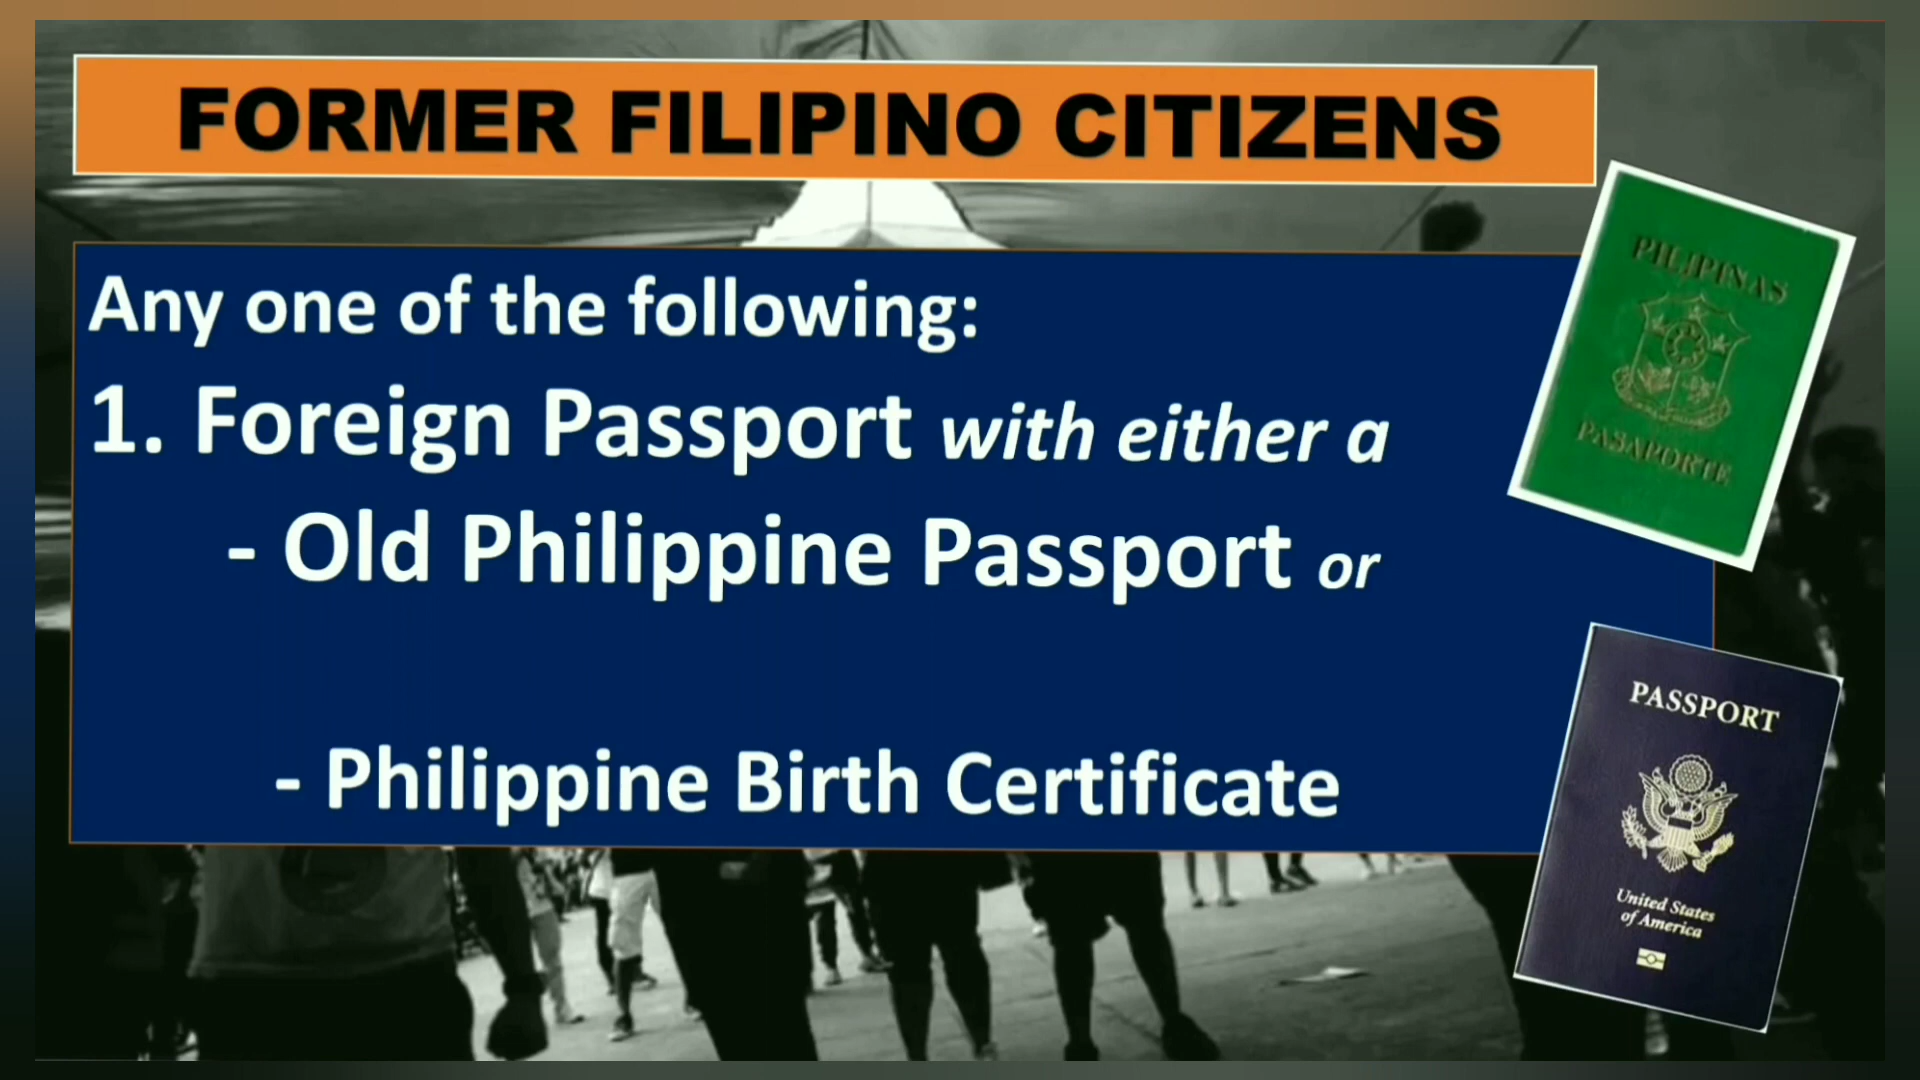 FORMER FILIPINO CITIZENS
Any one of the following:
1. Foreign Passport with either a
- Old Philippine Passport or
- Philippine Birth Certificate
PILIPINAS
PASAPORTE
PASSPORT
United States
of America